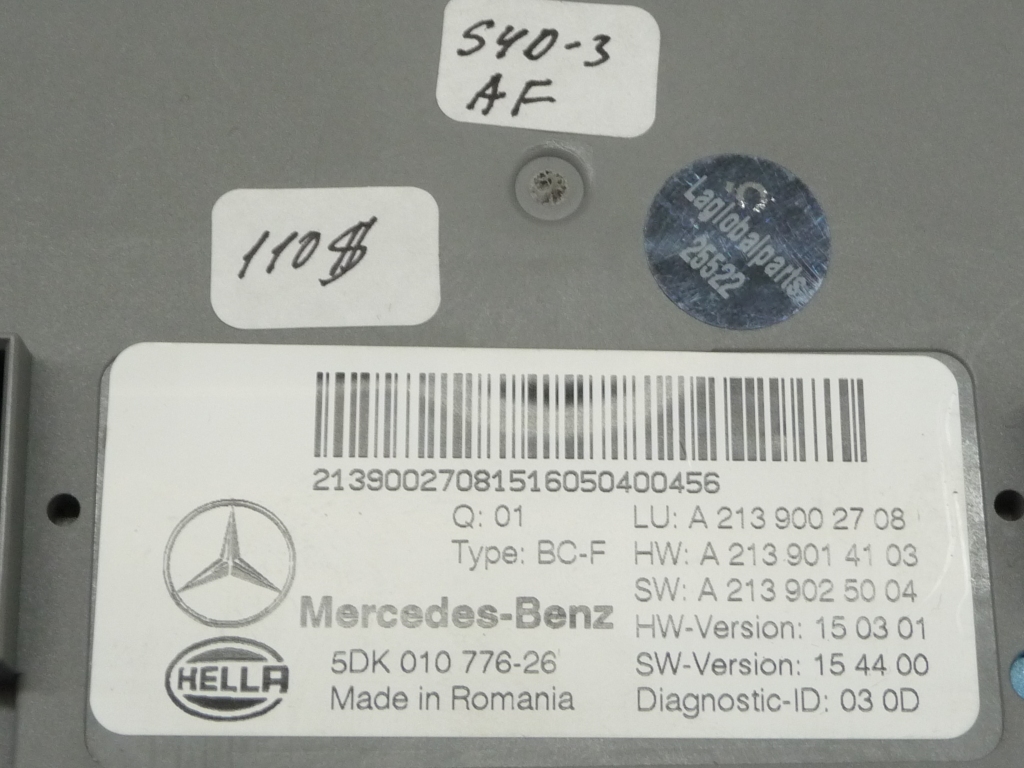 S40-3
AF
110$
Laglobalparts
25522
21390027081516050400456
Q: 01
Type: BC-F
LU: A 213 900 27 08
HW: A 213 901 41 03
SW: A 213 902 50 04
HW-Version: 15 03 01
SW-Version: 15 44 00
Diagnostic-ID: 03 0D
Mercedes-Benz
HELLA
5DK 010 776-26
Made in Romania